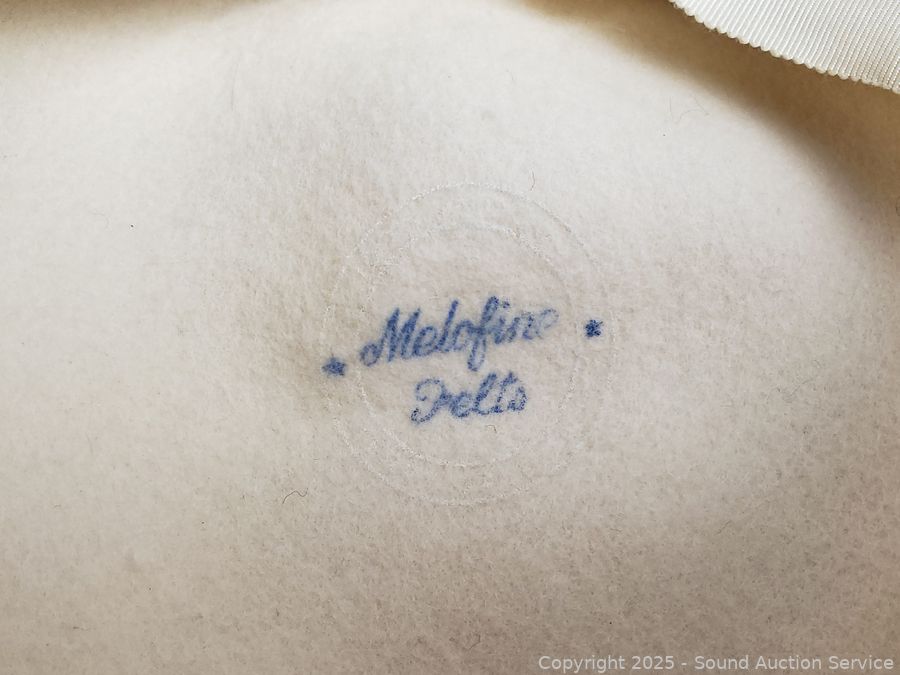 * Melofine *
Felts
Copyright 2025 - Sound Auction Service